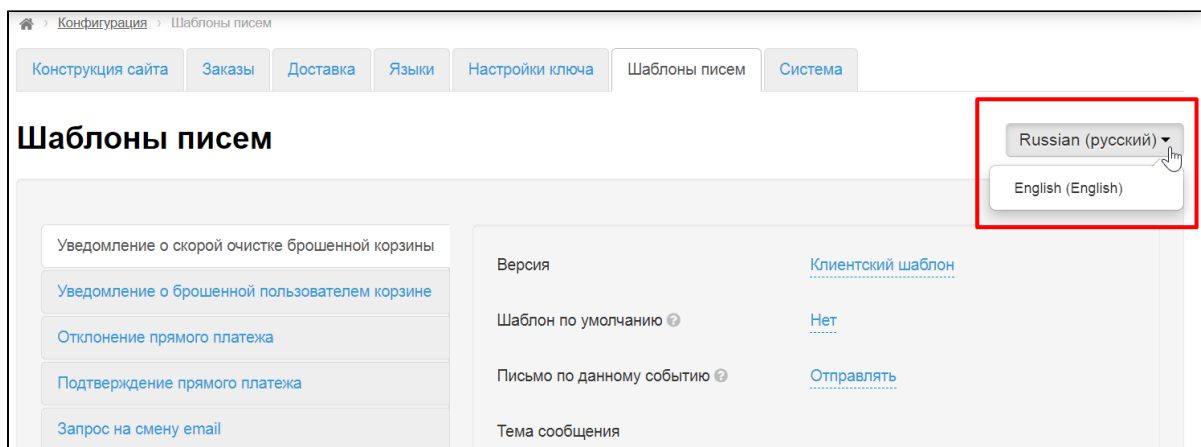 Конфигурация > Шаблоны писем
Конструкция сайта Заказы Доставка Языки Настройки ключа Шаблоны писем Система
Шаблоны писем
Russian (русский)
English (English)
Уведомление о скорой очистке брошенной корзины
Уведомление о брошенной пользователем корзине
Отклонение прямого платежа
Подтверждение прямого платежа
Запрос на смену email
Версия Клиентский шаблон
Шаблон по умолчанию ? Нет
Письмо по данному событию ? Отправлять
Тема сообщения